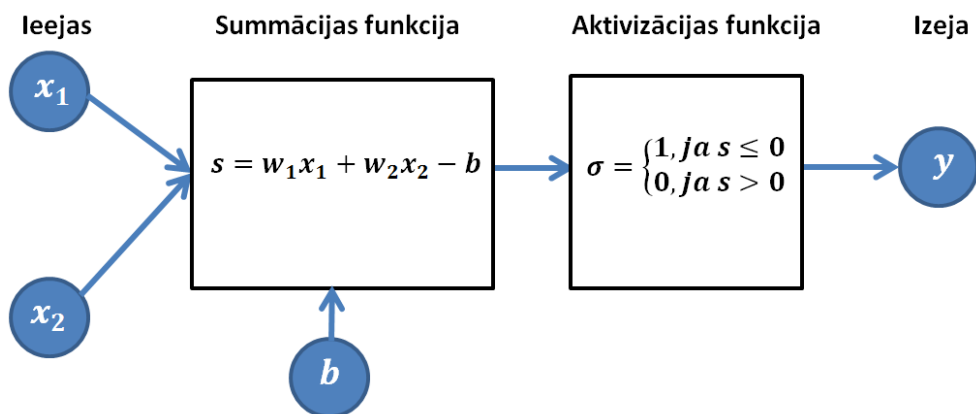 Ieejas Summācijas funkcija Aktivizācijas funkcija Izeja
x₁
s = w₁x₁ + w₂x₂ − b
σ = {1, ja s ≤ 0
{0, ja s > 0
y
x₂
b